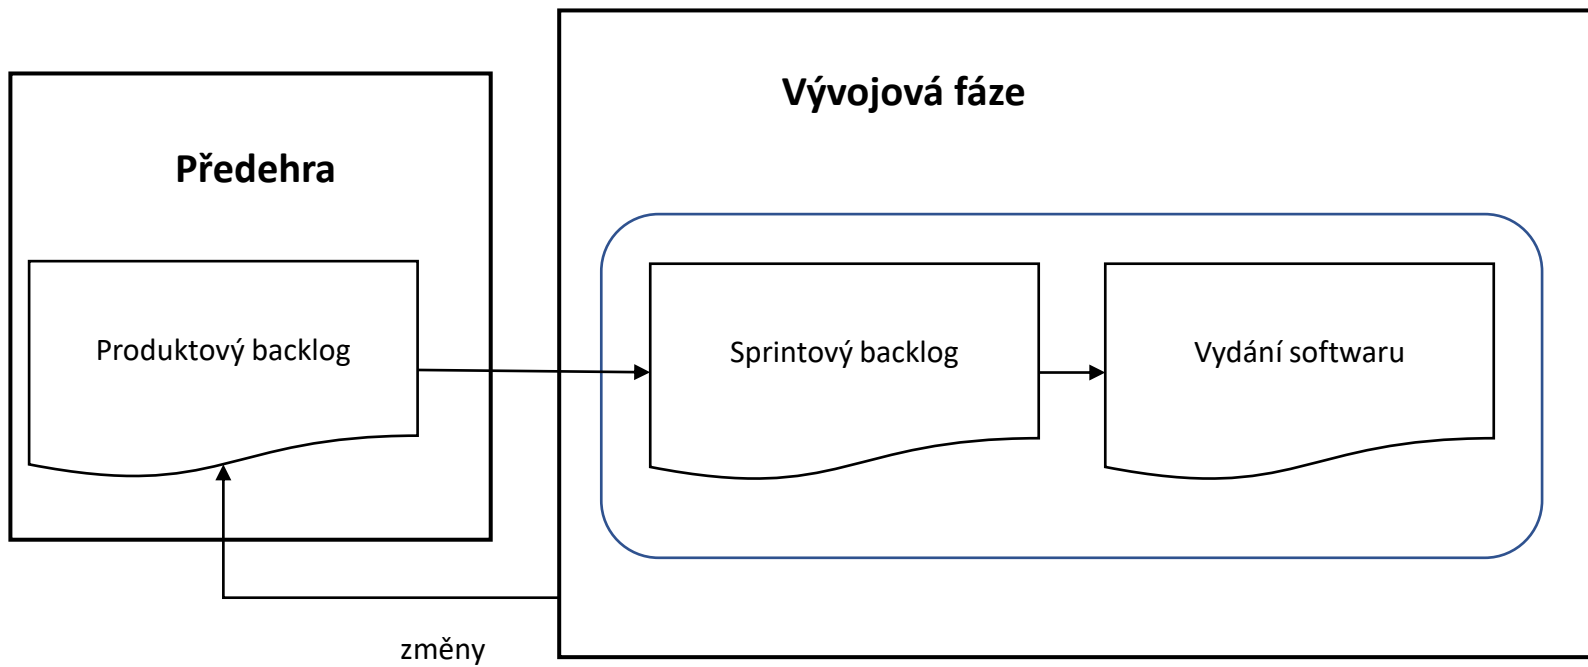 Předehra
Produktový backlog
Vývojová fáze
Sprintový backlog
Vydání softwaru
změny